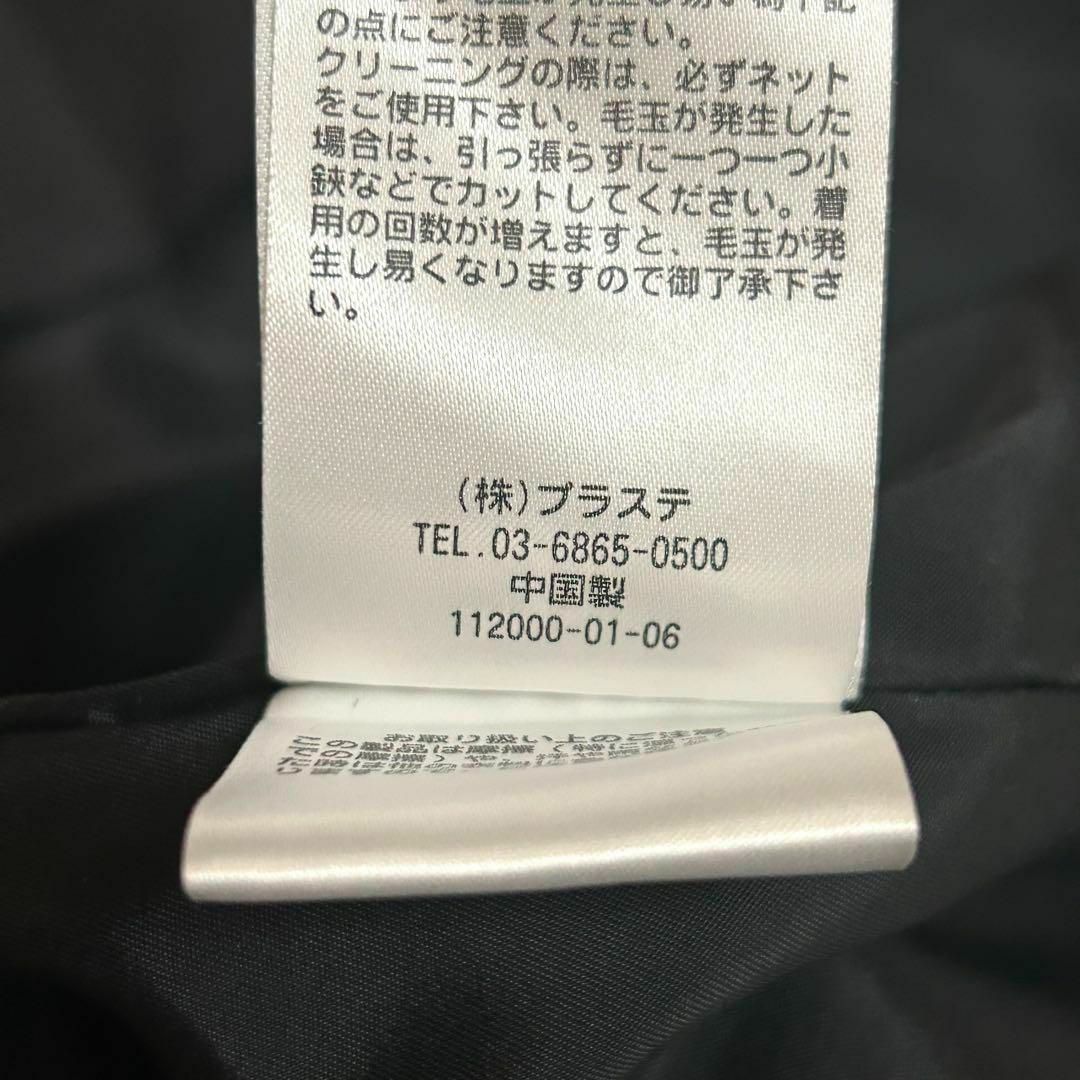 の点にご注意ください。
クリーニングの際は、必ずネット
をご使用下さい。毛玉が発生した
場合は、引っ張らずに一つ一つ小
鋏などでカットしてください。着
用の回数が増えますと、毛玉が発
生し易くなりますので御了承下さ
い。
(株)プラステ
TEL.03-6865-0500
中国製
112000-01-06
お取り扱い上のご注意